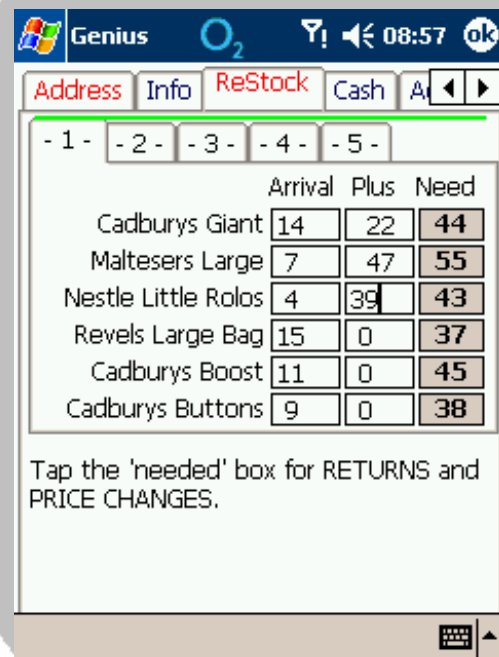 Genius O2 08:57 ok
Address Info ReStock Cash
- 1 - - 2 - - 3 - - 4 - - 5 -
Arrival Plus Need
Cadburys Giant 14 22 44
Maltesers Large 7 47 55
Nestle Little Rolos 4 39 43
Revels Large Bag 15 0 37
Cadburys Boost 11 0 45
Cadburys Buttons 9 0 38
Tap the 'needed' box for RETURNS and
PRICE CHANGES.